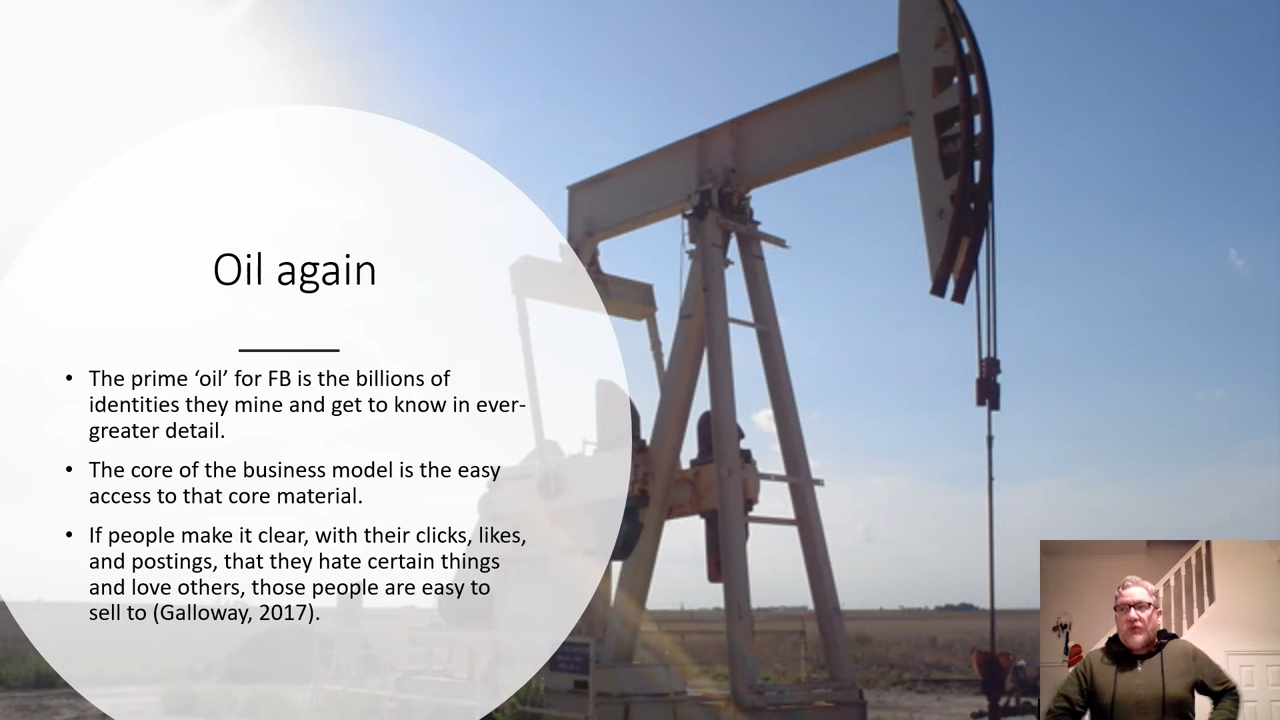 Oil again
• The prime ‘oil’ for FB is the billions of
identities they mine and get to know in ever-
greater detail.
• The core of the business model is the easy
access to that core material.
• If people make it clear, with their clicks, likes,
and postings, that they hate certain things
and love others, those people are easy to
sell to (Galloway, 2017).